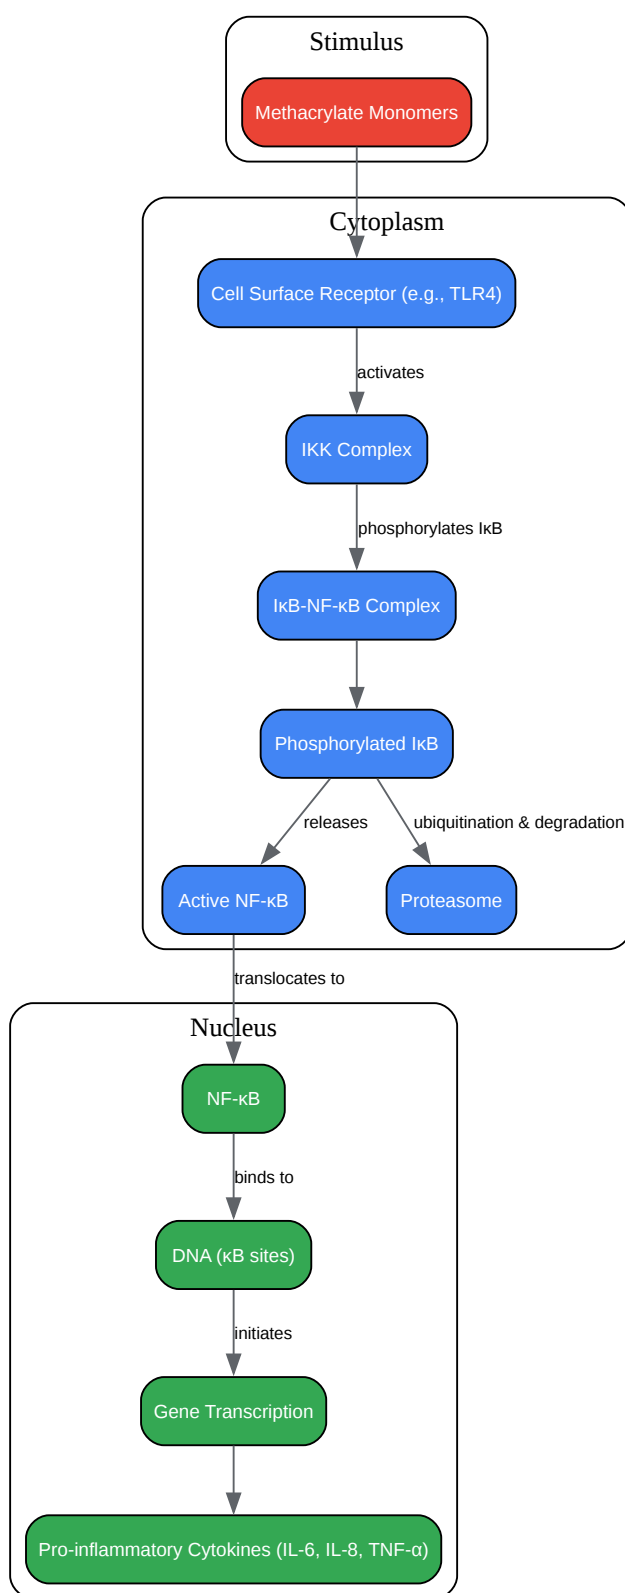 Stimulus
Methacrylate Monomers
Cytoplasm
Cell Surface Receptor (e.g., TLR4)
activates
IKK Complex
phosphorylates IκB
IκB-NF-κB Complex
Phosphorylated IκB
releases
ubiquitination & degradation
Active NF-κB
Proteasome
translocates to
Nucleus
NF-κB
binds to
DNA (κB sites)
initiates
Gene Transcription
Pro-inflammatory Cytokines (IL-6, IL-8, TNF-α)